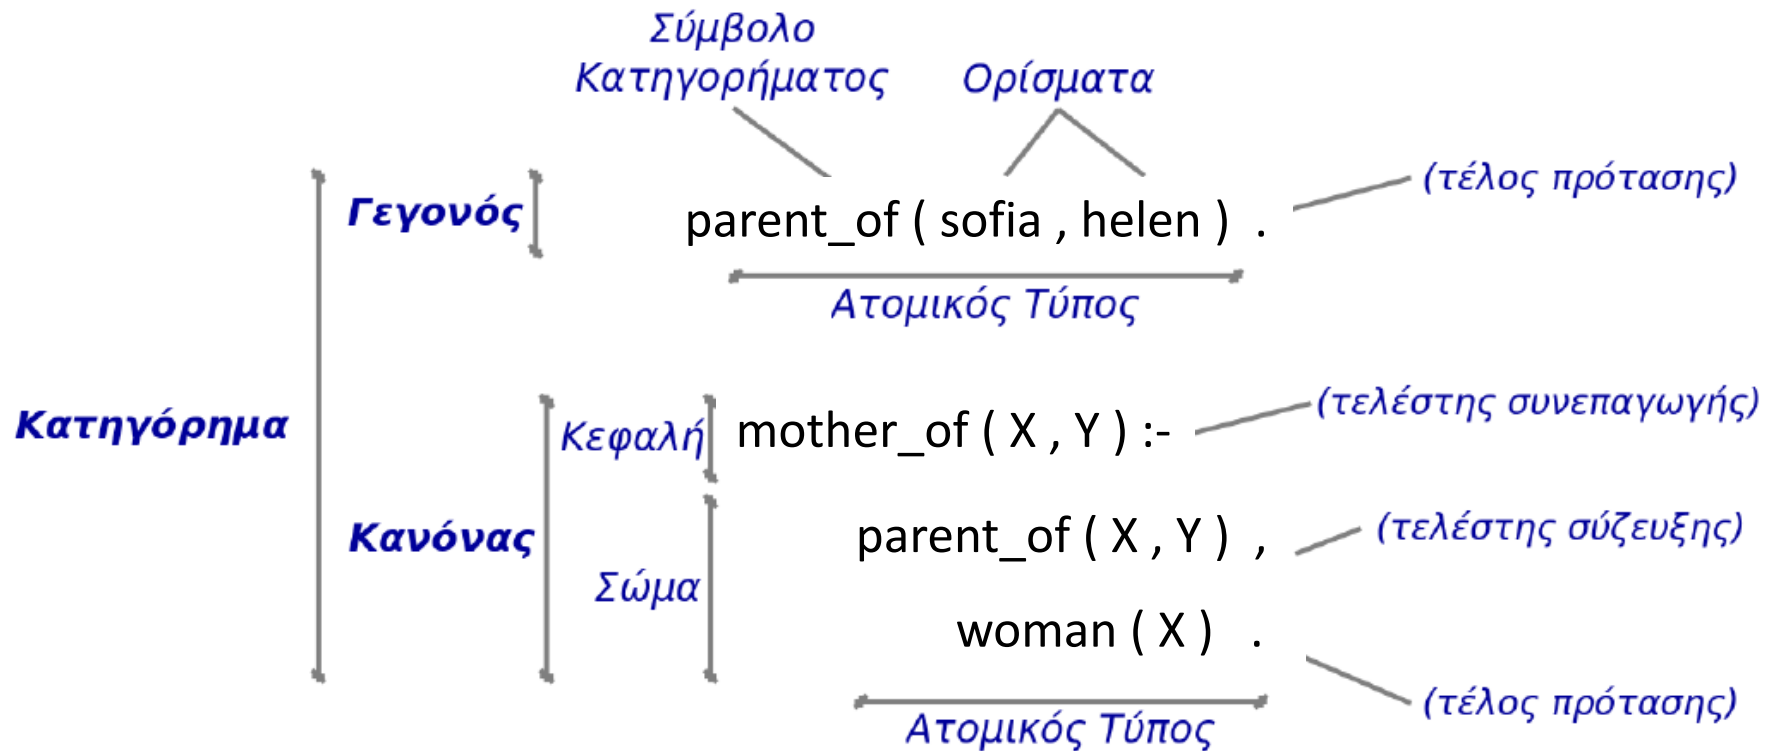 Σύμβολο
Κατηγορήματος
Ορίσματα
(τέλος πρότασης)
Γεγονός
parent_of ( sofia , helen ) .
Ατομικός Τύπος
(τελέστης συνεπαγωγής)
Κατηγόρημα
Κεφαλή
mother_of ( X , Y ) :-
Κανόνας
parent_of ( X , Y ) ,
(τελέστης σύζευξης)
Σώμα
woman ( X ) .
(τέλος πρότασης)
Ατομικός Τύπος